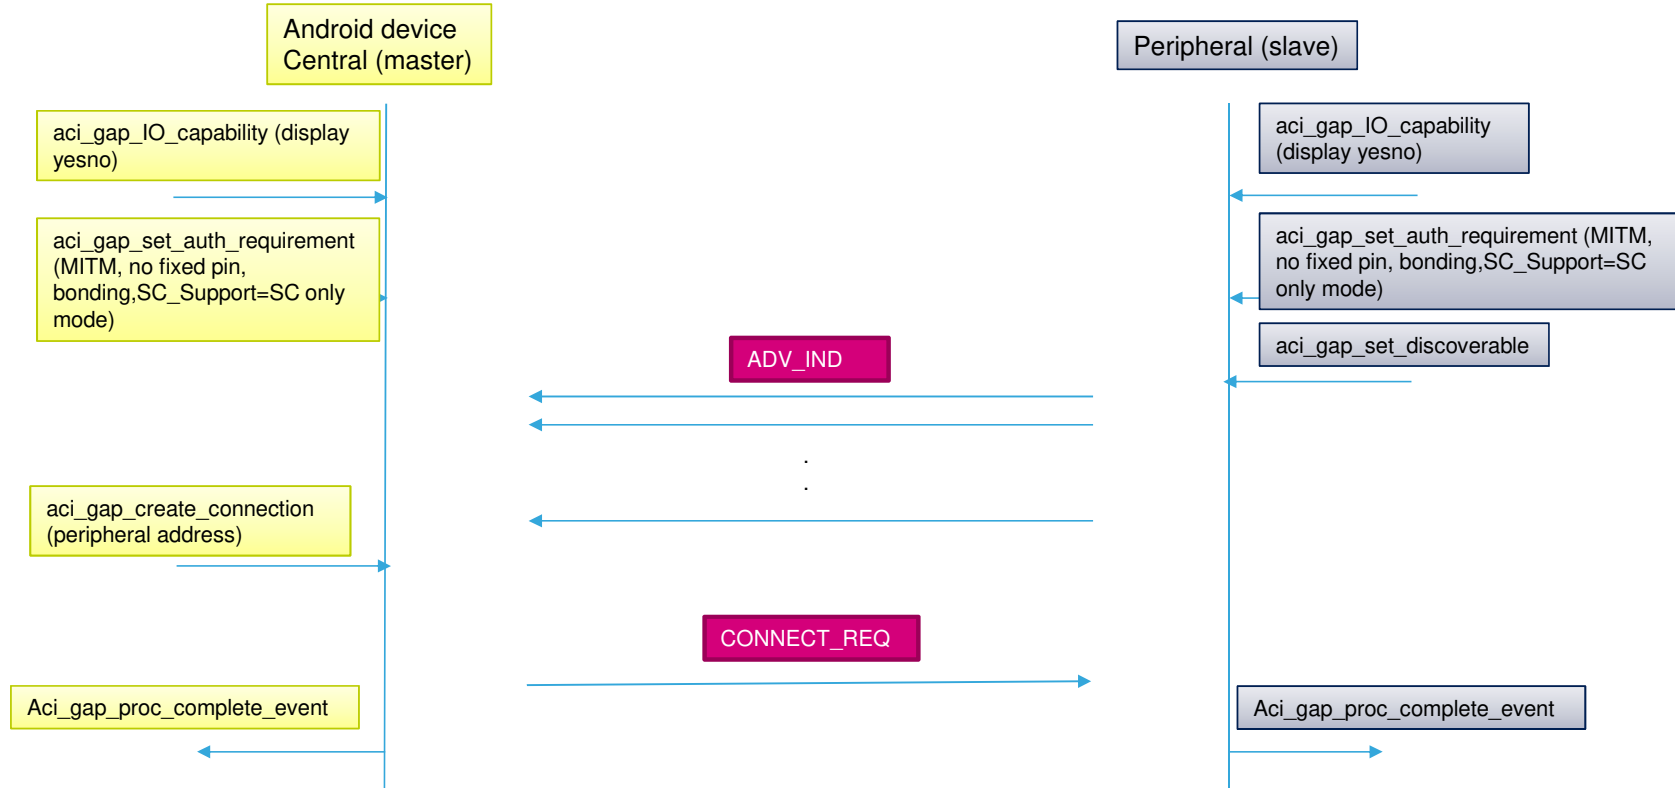 Android device
Central (master)
Peripheral (slave)
aci_gap_IO_capability (display
yesno)
aci_gap_IO_capability
(display yesno)
aci_gap_set_auth_requirement
(MITM, no fixed pin,
bonding,SC_Support=SC only
mode)
aci_gap_set_auth_requirement (MITM,
no fixed pin, bonding,SC_Support=SC
only mode)
aci_gap_set_discoverable
ADV_IND
.
.
aci_gap_create_connection
(peripheral address)
CONNECT_REQ
Aci_gap_proc_complete_event
Aci_gap_proc_complete_event